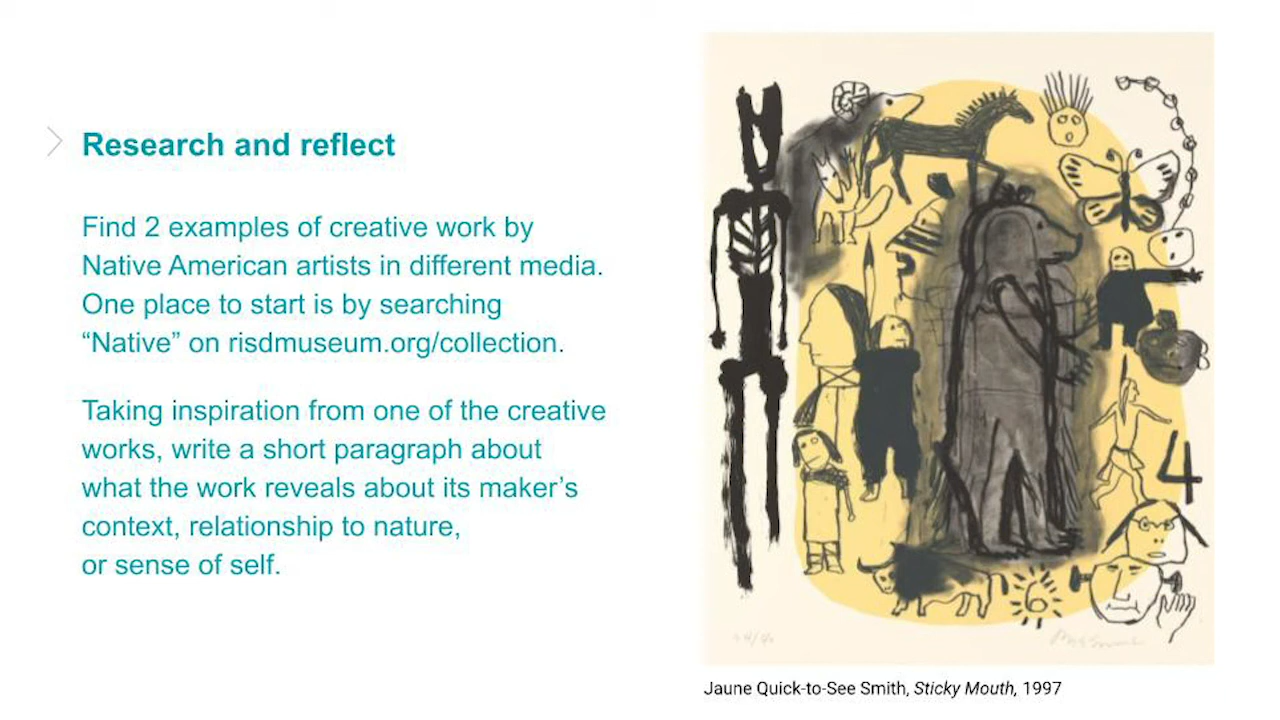 Research and reflect
Find 2 examples of creative work by
Native American artists in different media.
One place to start is by searching
“Native” on risdmuseum.org/collection.
Taking inspiration from one of the creative
works, write a short paragraph about
what the work reveals about its maker’s
context, relationship to nature,
or sense of self.
4
6
Jaune Quick-to-See Smith, Sticky Mouth, 1997